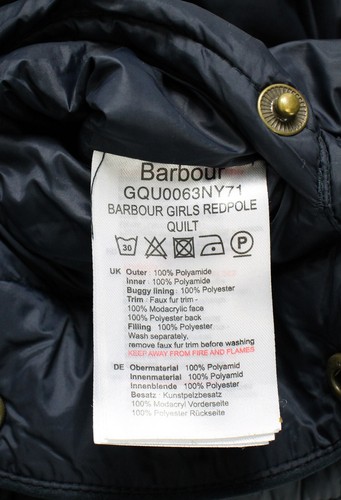 Barbour
GQU0063NY71
BARBOUR GIRLS REDPOLE
QUILT
30 P
UK Outer: 100% Polyamide
Inner: 100% Polyamide
Buggy lining: 100% Polyester
Trim: Faux fur trim -
100% Modacrylic face
100% Polyester back
Filling 100% Polyester
Wash separately,
remove faux fur trim before washing
KEEP AWAY FROM FIRE AND FLAMES
DE Obermaterial 100% Polyamid
Innenmaterial 100% Polyamid
Innenblende 100% Polyester
Besatz: Kunstpelzbesatz
100% Modacryl Vorderseite
100% Polyester Rückseite